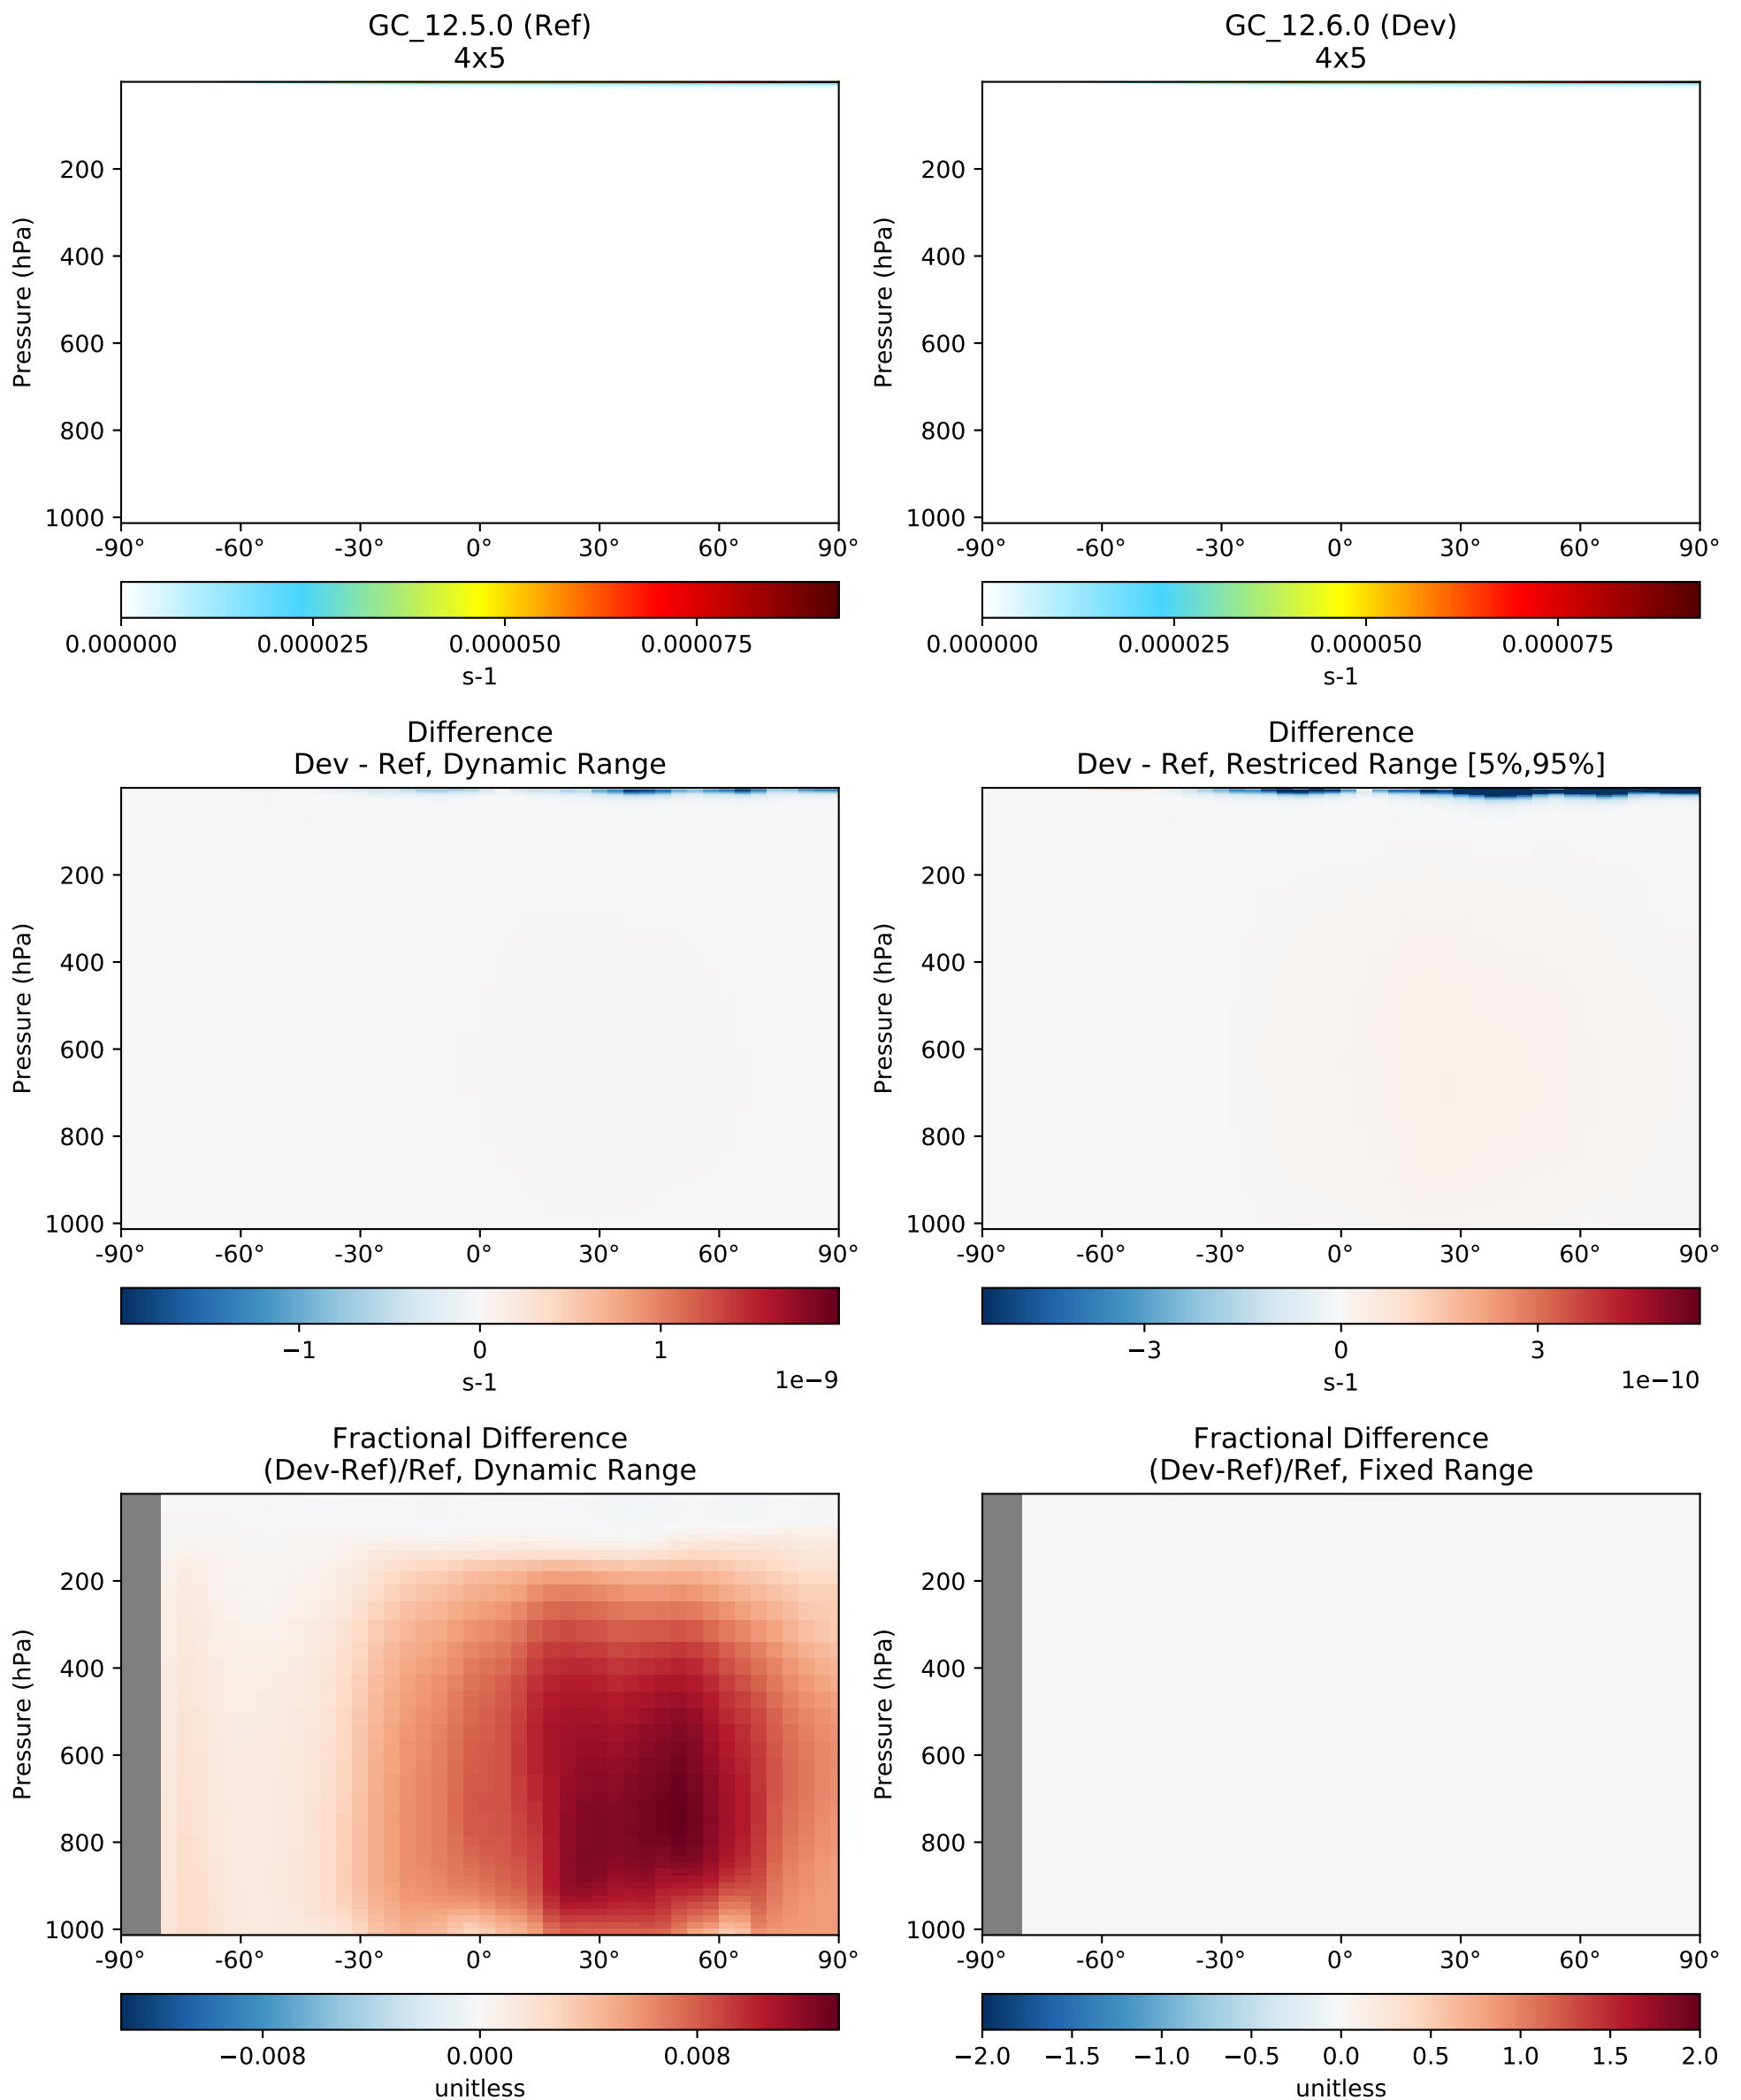 GC_12.5.0 (Ref)
4x5
Pressure (hPa)
200
400
600
800
1000
-90° -60° -30° 0° 30° 60° 90°
0.000000 0.000025 0.000050 0.000075
s-1
GC_12.6.0 (Dev)
4x5
Pressure (hPa)
200
400
600
800
1000
-90° -60° -30° 0° 30° 60° 90°
0.000000 0.000025 0.000050 0.000075
s-1
Difference
Dev - Ref, Dynamic Range
Pressure (hPa)
200
400
600
800
1000
-90° -60° -30° 0° 30° 60° 90°
−1 0 1
s-1 1e−9
Difference
Dev - Ref, Restriced Range [5%,95%]
Pressure (hPa)
200
400
600
800
1000
-90° -60° -30° 0° 30° 60° 90°
−3 0 3
s-1 1e−10
Fractional Difference
(Dev-Ref)/Ref, Dynamic Range
Pressure (hPa)
200
400
600
800
1000
-90° -60° -30° 0° 30° 60° 90°
−0.008 0.000 0.008
unitless
Fractional Difference
(Dev-Ref)/Ref, Fixed Range
Pressure (hPa)
200
400
600
800
1000
-90° -60° -30° 0° 30° 60° 90°
−2.0 −1.5 −1.0 −0.5 0.0 0.5 1.0 1.5 2.0
unitless